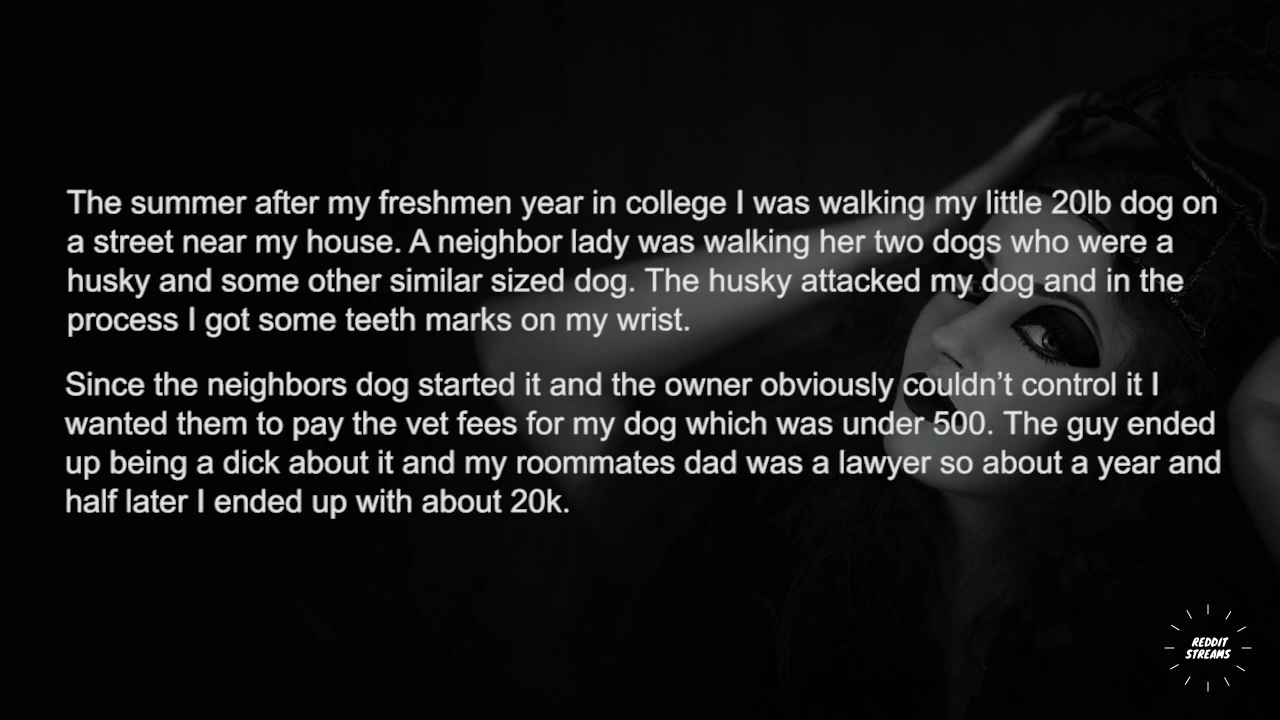 The summer after my freshmen year in college I was walking my little 20lb dog on
a street near my house. A neighbor lady was walking her two dogs who were a
husky and some other similar sized dog. The husky attacked my dog and in the
process I got some teeth marks on my wrist.
Since the neighbors dog started it and the owner obviously couldn’t control it I
wanted them to pay the vet fees for my dog which was under 500. The guy ended
up being a dick about it and my roommates dad was a lawyer so about a year and
half later I ended up with about 20k.
REDDIT
STREAMS